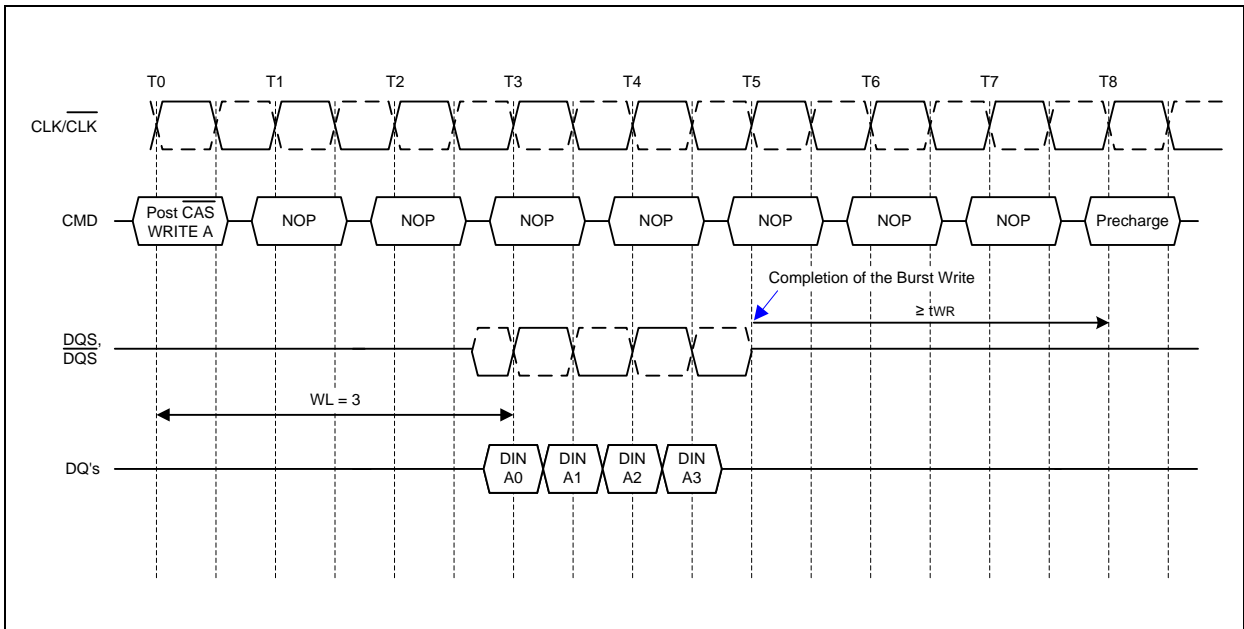 T0 T1 T2 T3 T4 T5 T6 T7 T8
CLK/CLK
CMD
Post CAS
WRITE A
NOP NOP NOP NOP NOP NOP NOP Precharge
Completion of the Burst Write
≥ tWR
DQS,
DQS
WL = 3
DQ's
DIN DIN DIN DIN
A0 A1 A2 A3